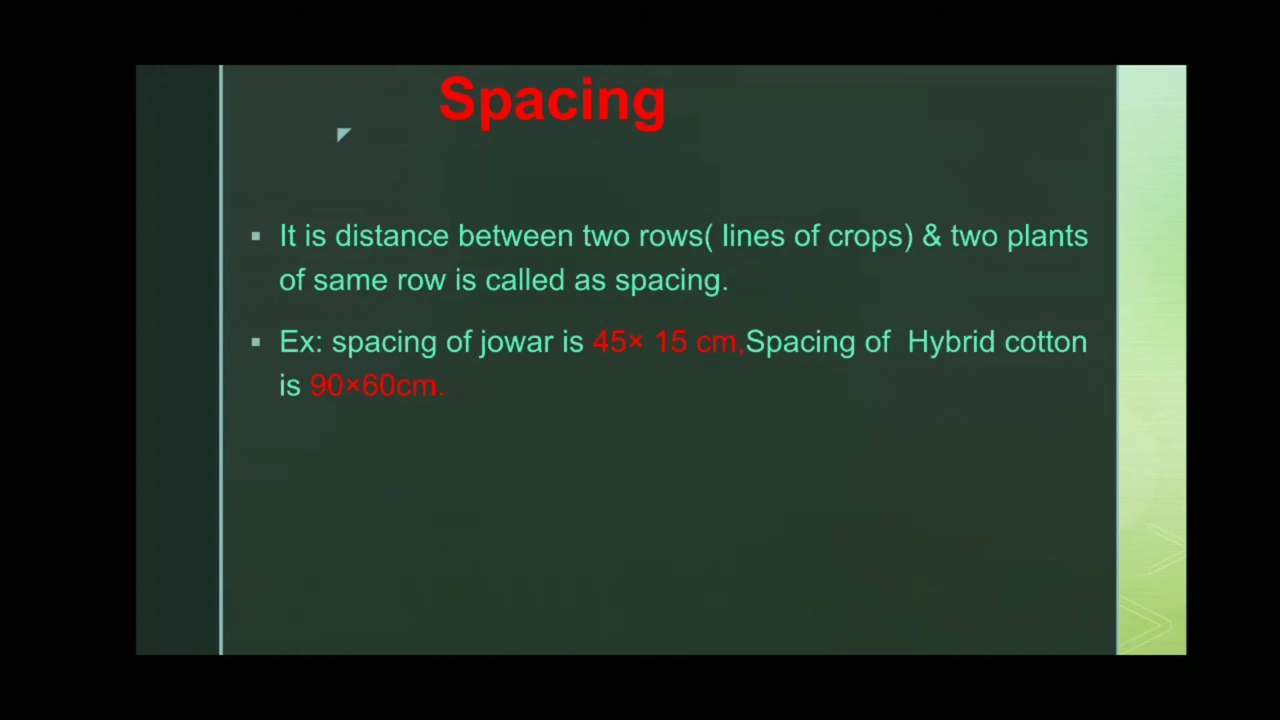 Spacing
▪ It is distance between two rows( lines of crops) & two plants
of same row is called as spacing.
▪ Ex: spacing of jowar is 45× 15 cm,Spacing of  Hybrid cotton
is 90×60cm.